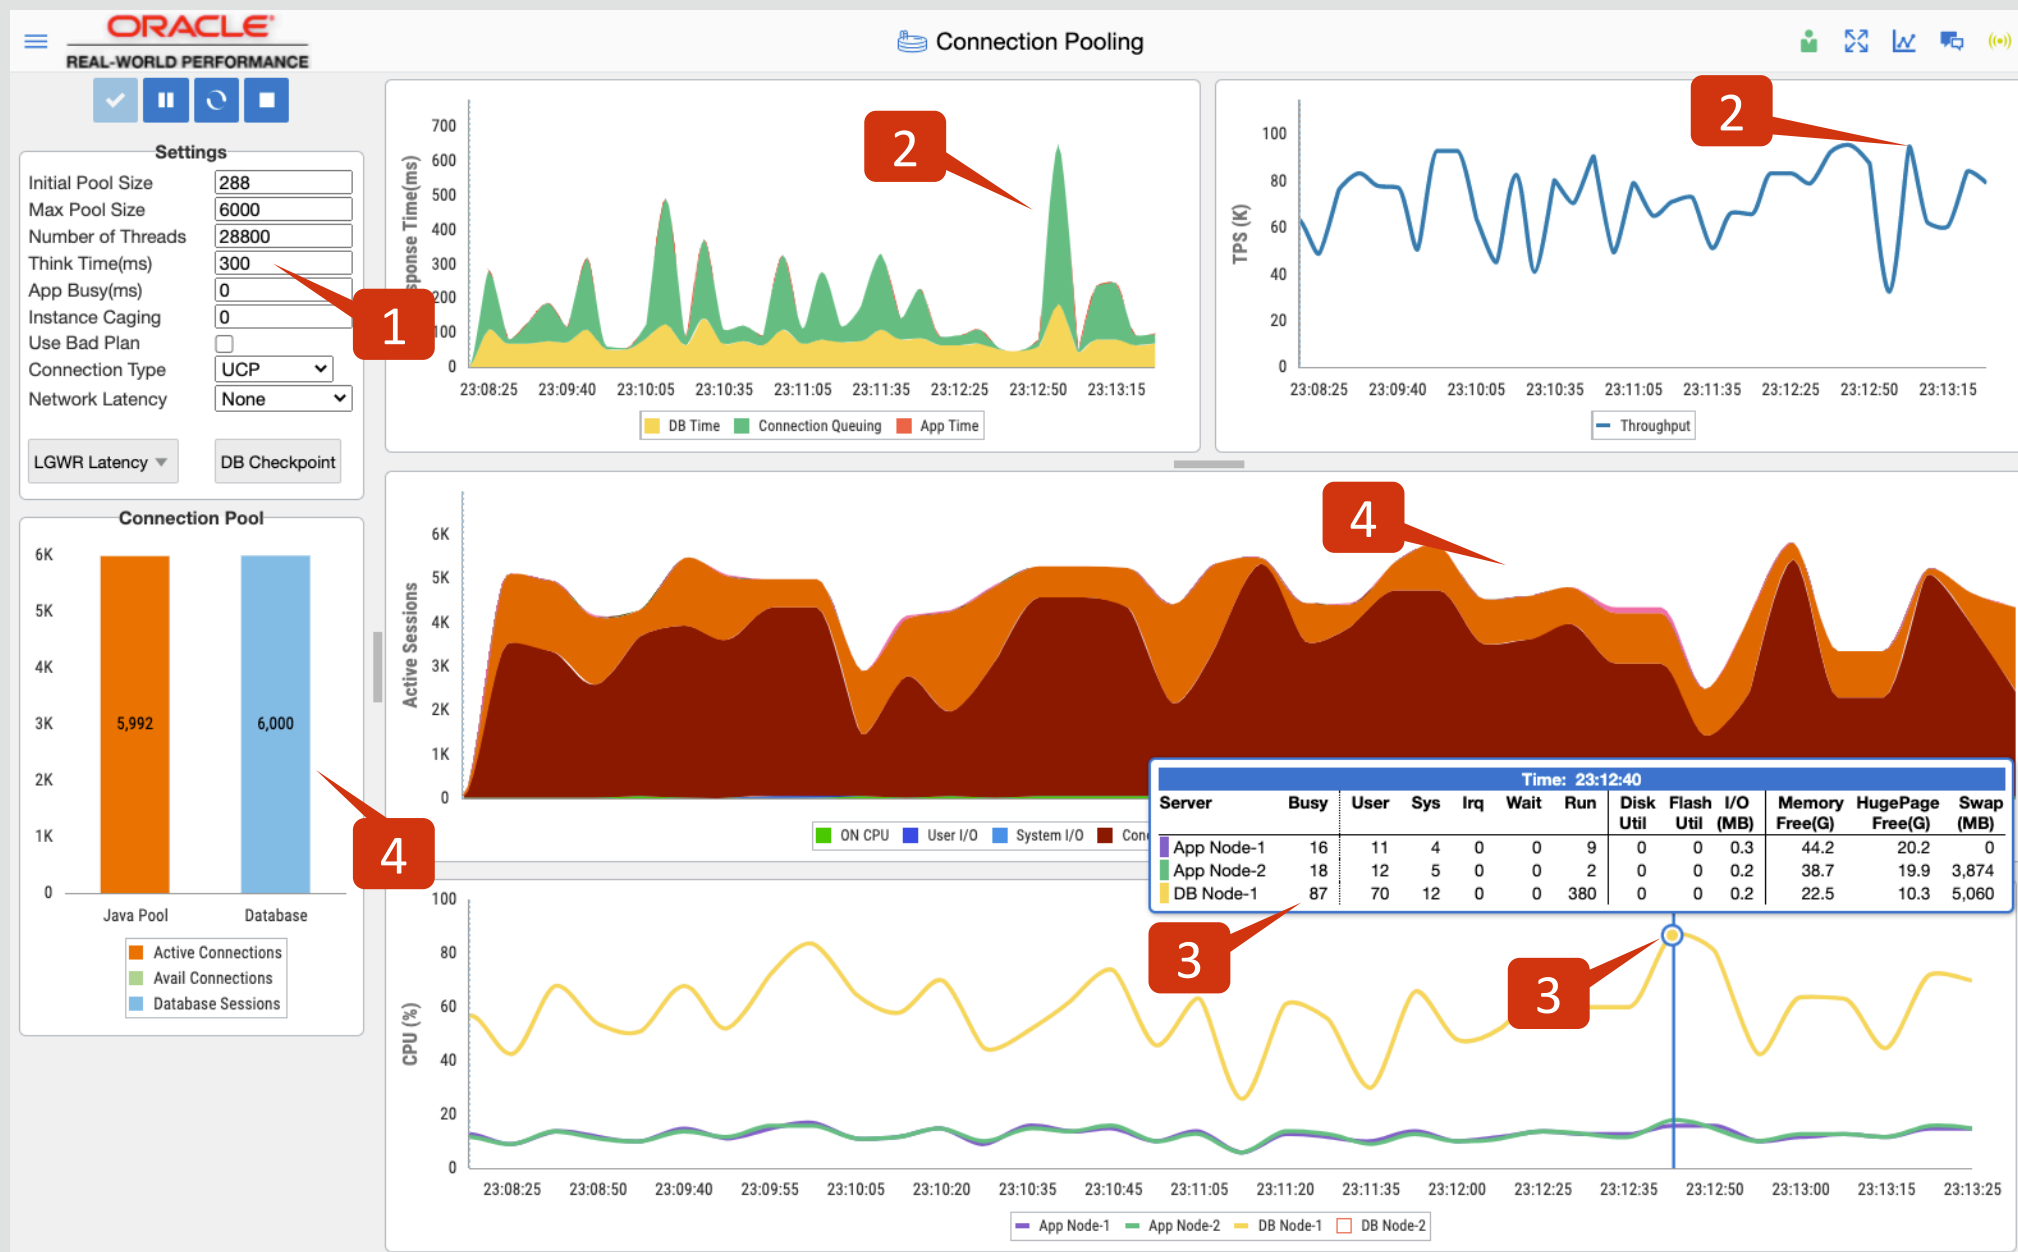 ORACLE
REAL-WORLD PERFORMANCE
Connection Pooling
Settings
Initial Pool Size 288
Max Pool Size 6000
Number of Threads 28800
Think Time(ms) 300
App Busy(ms) 0
Instance Caging 0
Use Bad Plan
Connection Type UCP
Network Latency None
LGWR Latency DB Checkpoint
1
Connection Pool
6K
5K
4K
3K
2K
1K
0
5,992 6,000
Java Pool Database
Active Connections
Avail Connections
Database Sessions
4
sponse Time(ms)
700
600
500
400
300
200
100
0
2
23:08:25 23:09:40 23:10:05 23:10:35 23:11:05 23:11:35 23:12:25 23:12:50 23:13:15
DB Time Connection Queuing App Time
TPS (K)
100
80
60
40
20
0
2
23:08:25 23:09:40 23:10:05 23:10:35 23:11:05 23:11:35 23:12:25 23:12:50 23:13:15
Throughput
Active Sessions
6K
5K
4K
3K
2K
1K
0
4
ON CPU User I/O System I/O Con
Time: 23:12:40
Server Busy User Sys Irq Wait Run Disk Util Flash Util I/O (MB) Memory Free(G) HugePage Free(G) Swap (MB)
App Node-1 16 11 4 0 0 9 0 0 0.3 44.2 20.2 0
App Node-2 18 12 5 0 0 2 0 0 0.2 38.7 19.9 3,874
DB Node-1 87 70 12 0 0 380 0 0 0.2 22.5 10.3 5,060
3
3
CPU (%)
100
80
60
40
20
0
23:08:25 23:08:50 23:09:40 23:09:55 23:10:05 23:10:20 23:10:35 23:10:45 23:11:05 23:11:20 23:11:35 23:12:00 23:12:25 23:12:35 23:12:50 23:13:00 23:13:15 23:13:25
App Node-1 App Node-2 DB Node-1 DB Node-2